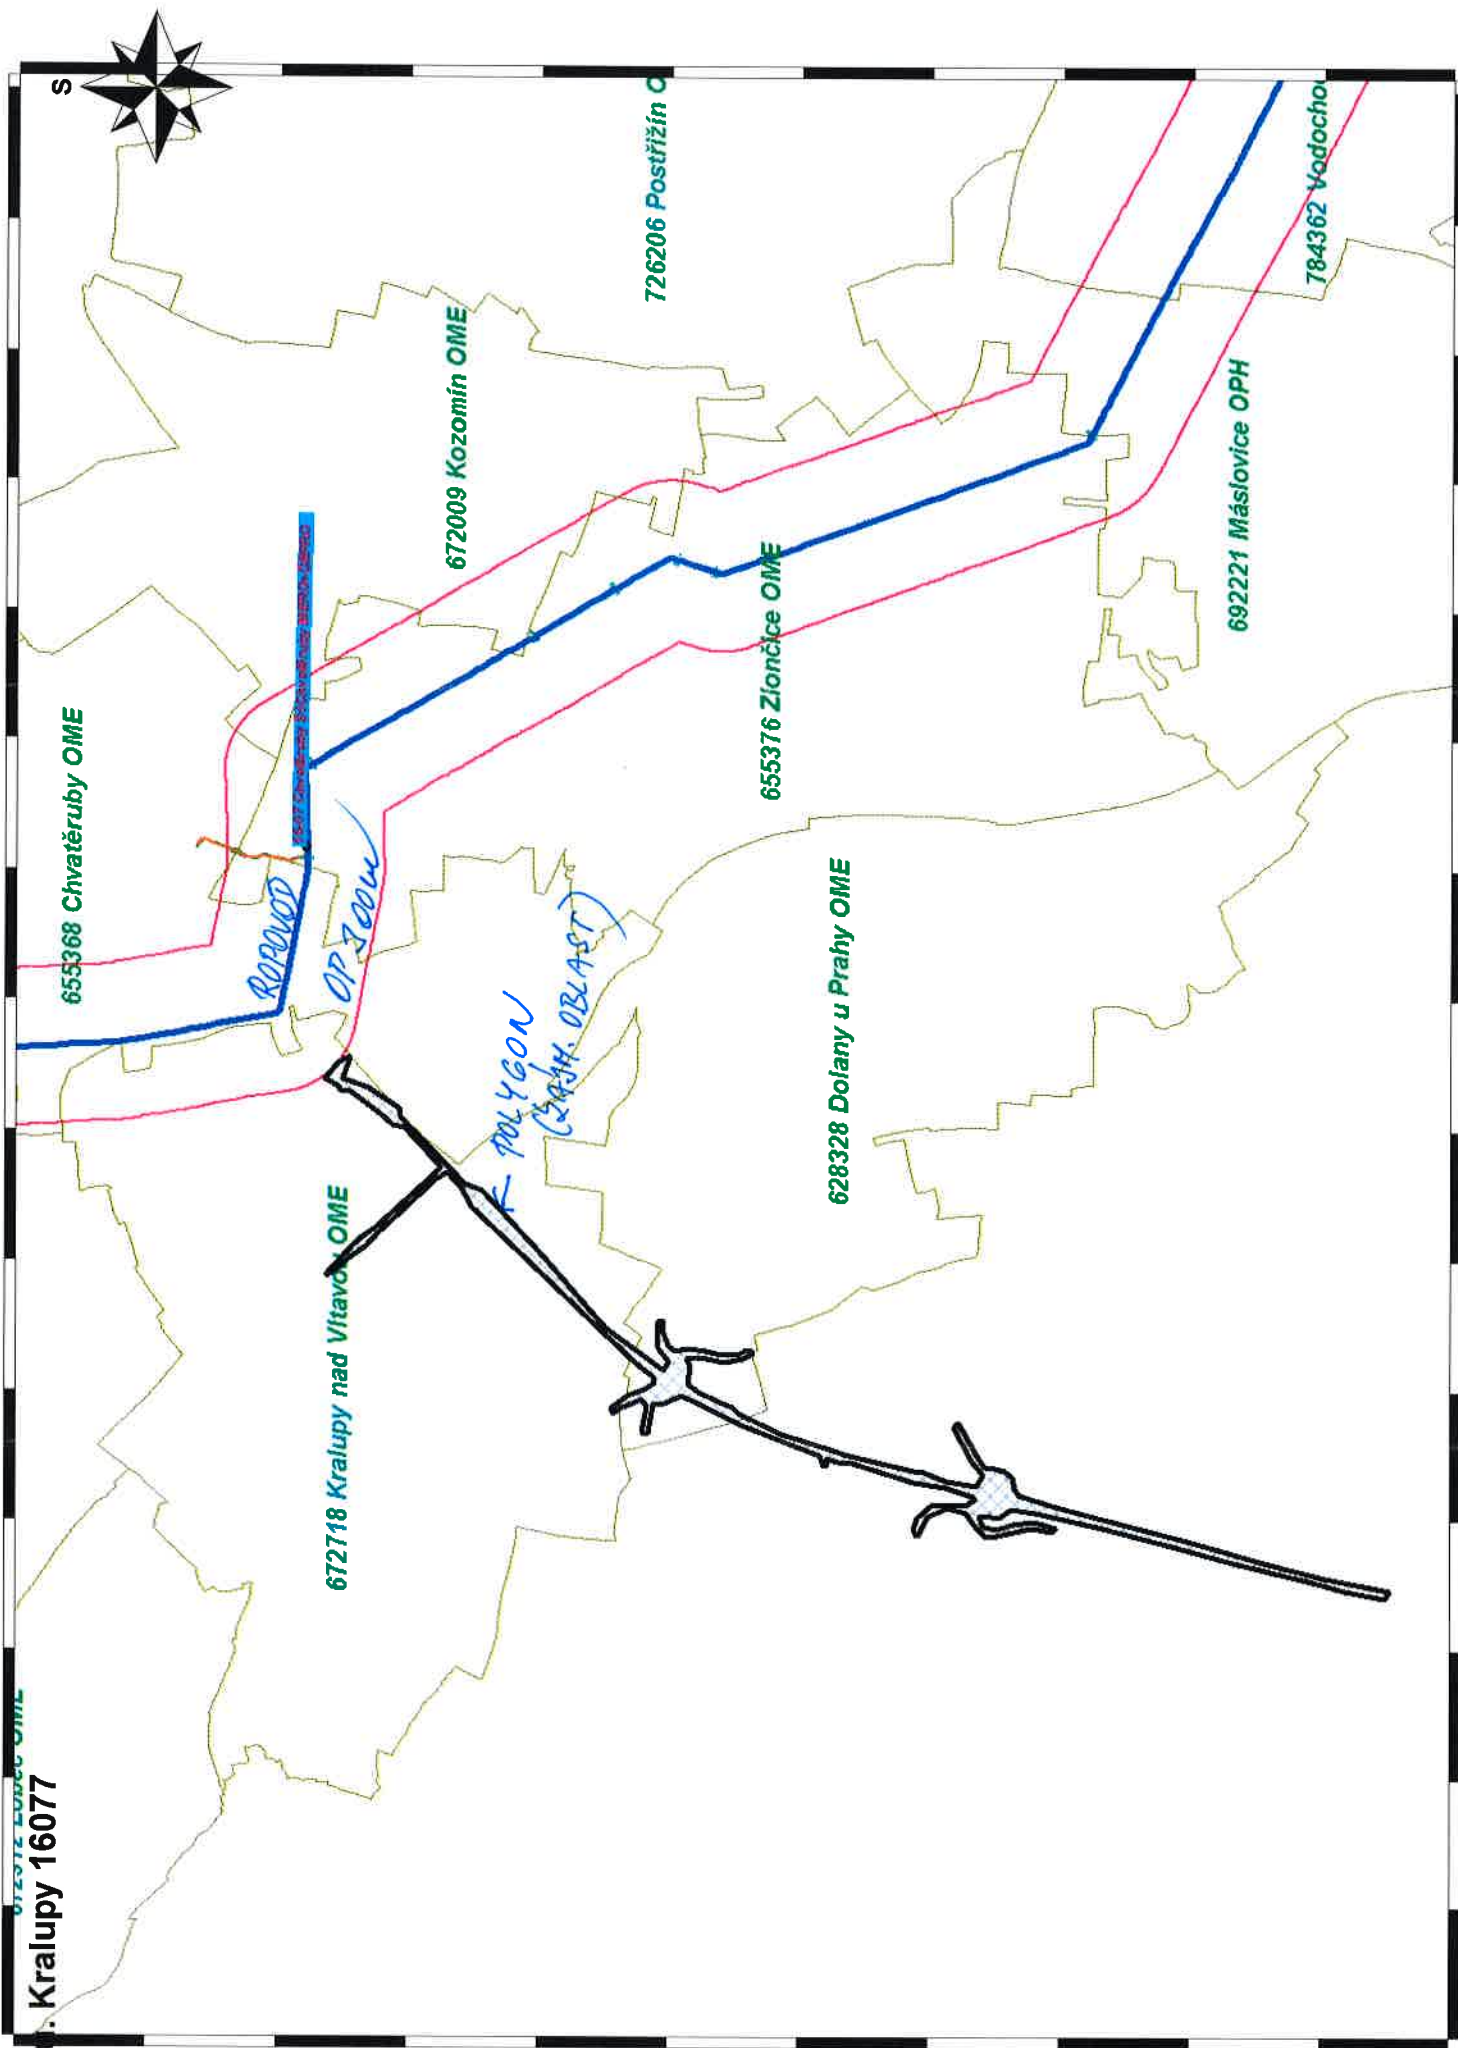 . Kralupy 16077
S
655368 Chvatěruby OME
672009 Kozomín OME
726206 Postřižín O
ROPOVOD
OP 300m
672718 Kralupy nad Vltavou OME
← POLYGON
(ZÁJM. OBLAST)
655376 Zlončice OME
628328 Dolany u Prahy OME
692221 Máslovice OPH
784362 Vodochod